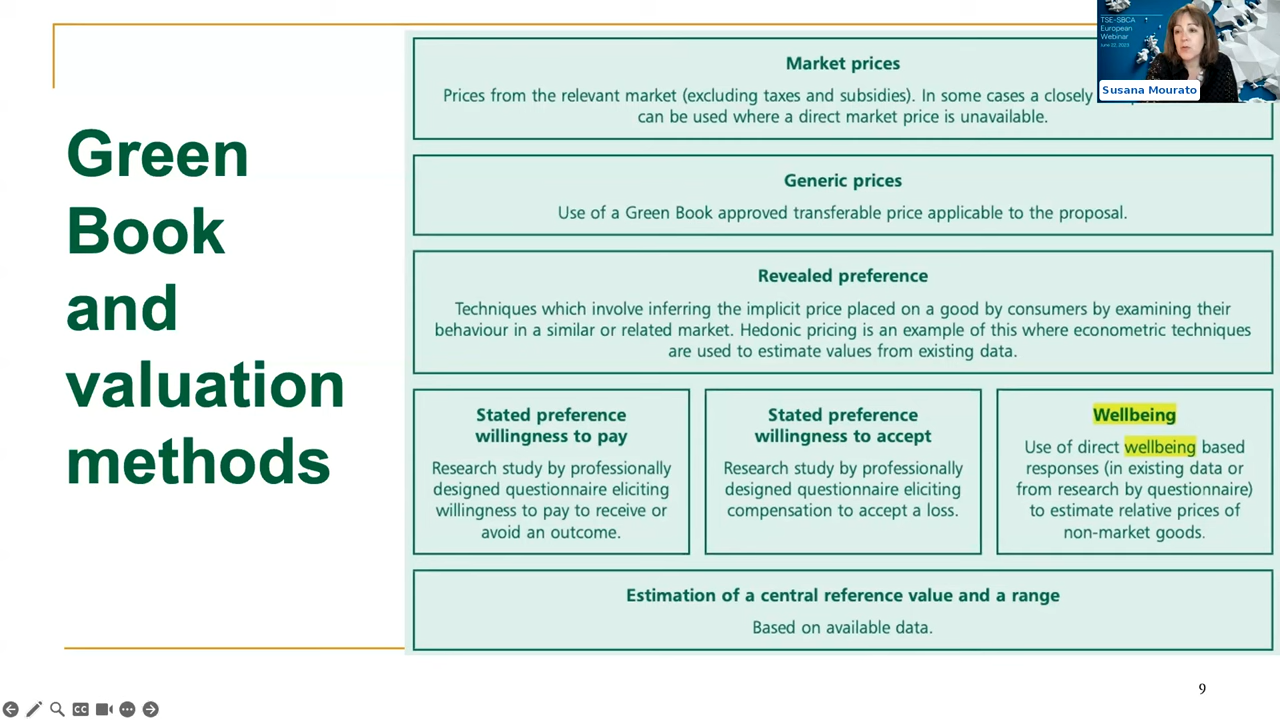 Green
Book
and
valuation
methods
Market prices
Prices from the relevant market (excluding taxes and subsidies). In some cases a closely
can be used where a direct market price is unavailable.
Generic prices
Use of a Green Book approved transferable price applicable to the proposal.
Revealed preference
Techniques which involve inferring the implicit price placed on a good by consumers by examining their
behaviour in a similar or related market. Hedonic pricing is an example of this where econometric techniques
are used to estimate values from existing data.
Stated preference
willingness to pay
Research study by professionally
designed questionnaire eliciting
willingness to pay to receive or
avoid an outcome.
Stated preference
willingness to accept
Research study by professionally
designed questionnaire eliciting
compensation to accept a loss.
Wellbeing
Use of direct wellbeing based
responses (in existing data or
from research by questionnaire)
to estimate relative prices of
non-market goods.
Estimation of a central reference value and a range
Based on available data.
TSE-SBCA
European
Webinar
June 22, 2023
Susana Mourato
CC
9